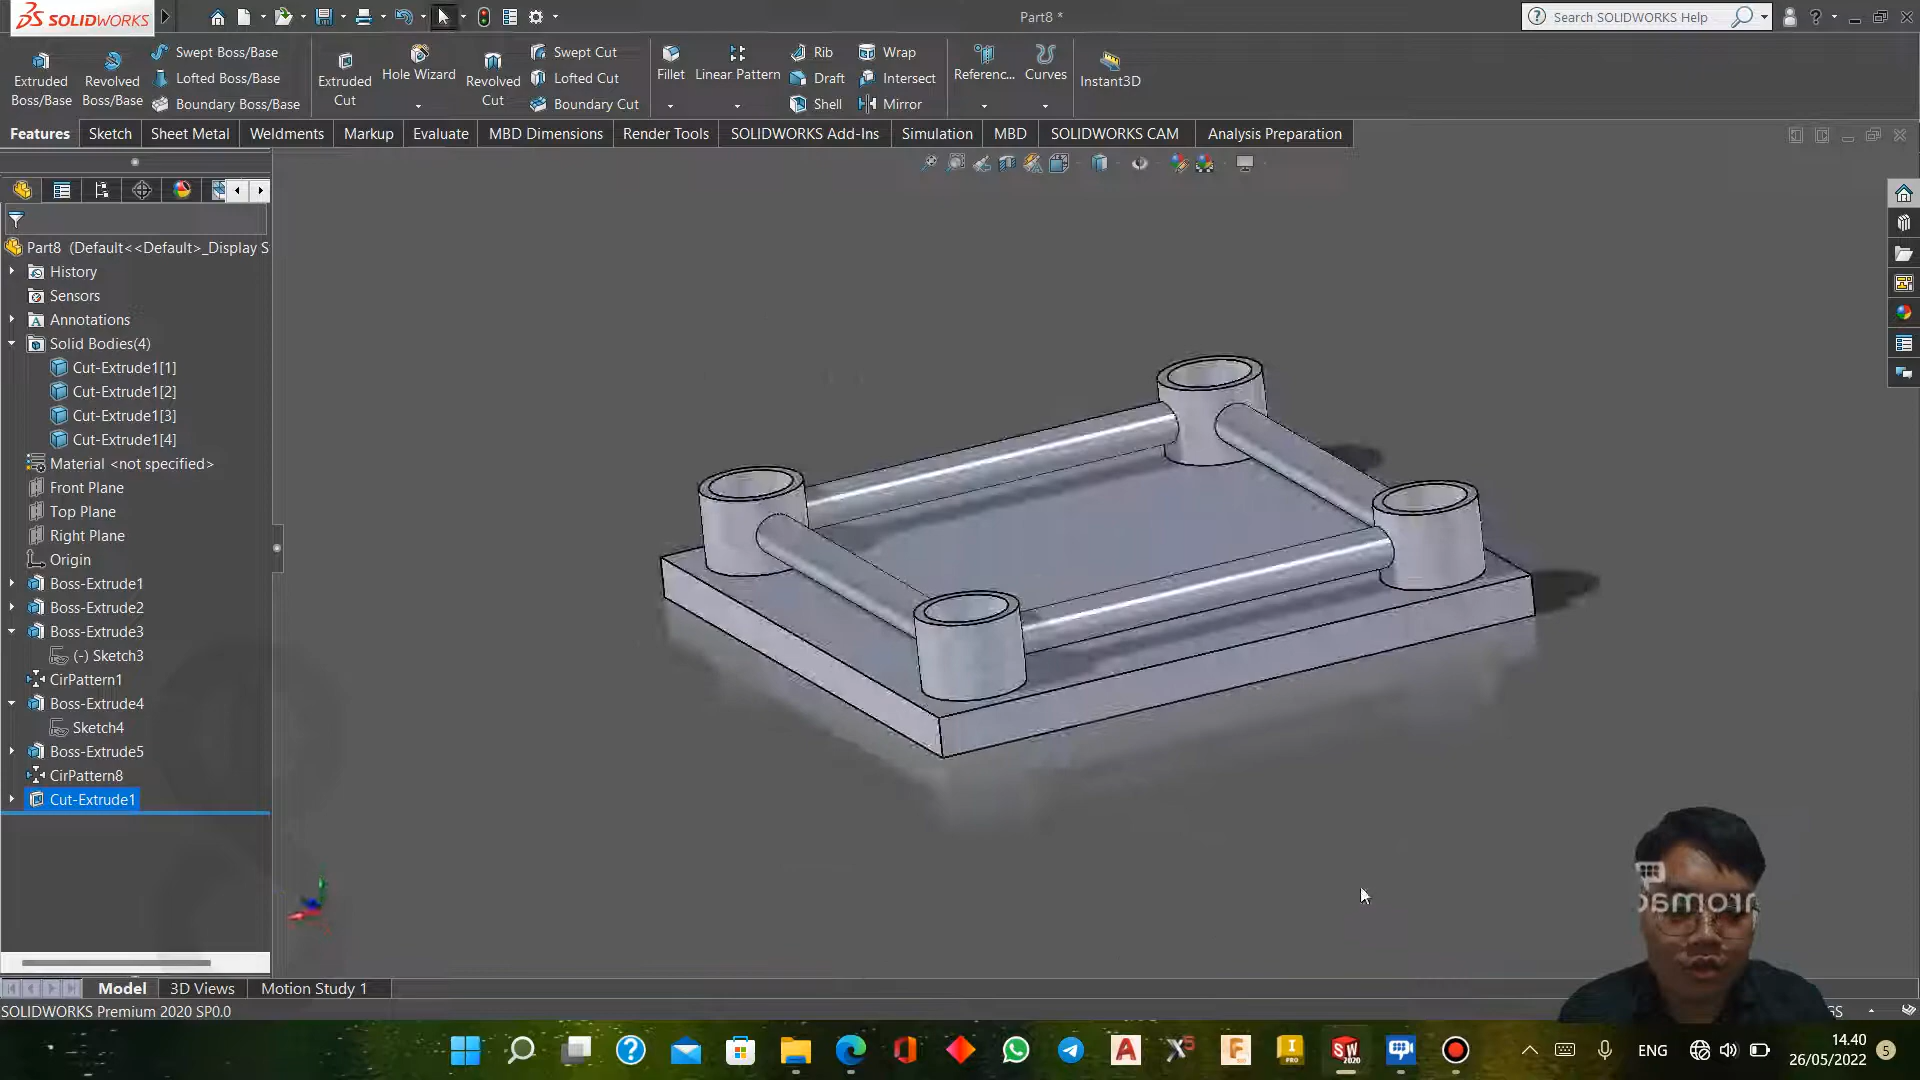 SOLIDWORKS
Part8 *
Search SOLIDWORKS Help
Extruded Boss/Base
Revolved Boss/Base
Swept Boss/Base
Lofted Boss/Base
Boundary Boss/Base
Extruded Cut
Hole Wizard
Revolved Cut
Swept Cut
Lofted Cut
Boundary Cut
Fillet
Linear Pattern
Rib
Draft
Shell
Wrap
Intersect
Mirror
Referenc...
Curves
Instant3D
Features Sketch Sheet Metal Weldments Markup Evaluate MBD Dimensions Render Tools SOLIDWORKS Add-Ins Simulation MBD SOLIDWORKS CAM Analysis Preparation
Part8 (Default<<Default>_Display S
History
Sensors
Annotations
Solid Bodies(4)
Cut-Extrude1[1]
Cut-Extrude1[2]
Cut-Extrude1[3]
Cut-Extrude1[4]
Material <not specified>
Front Plane
Top Plane
Right Plane
Origin
Boss-Extrude1
Boss-Extrude2
Boss-Extrude3
(-) Sketch3
CirPattern1
Boss-Extrude4
Sketch4
Boss-Extrude5
CirPattern8
Cut-Extrude1
Model 3D Views Motion Study 1
SOLIDWORKS Premium 2020 SP0.0
ENG
14.40
26/05/2022
5